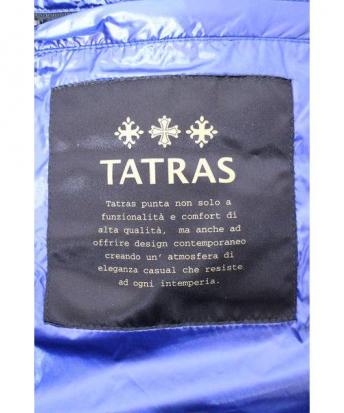 TATRAS
Tatras punta non solo a
funzionalità e comfort di
alta qualità, ma anche ad
offrire design contemporaneo
creando un' atmosfera di
eleganza casual che resiste
ad ogni intemperia.